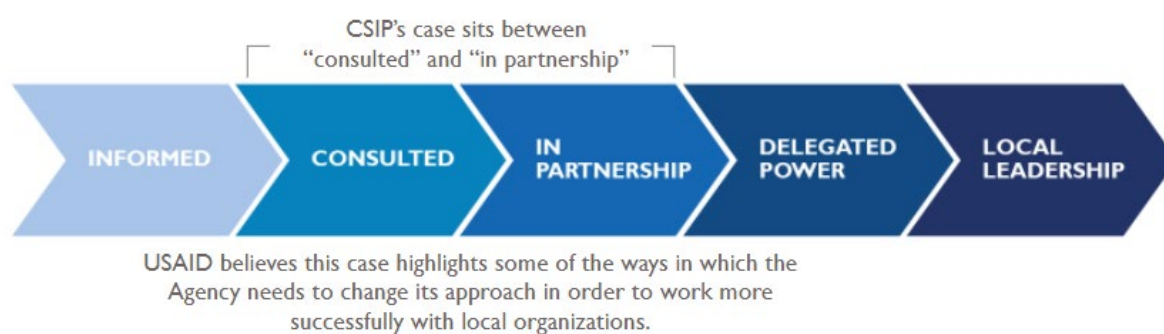 CSIP's case sits between
"consulted" and "in partnership"
INFORMED
CONSULTED
IN
PARTNERSHIP
DELEGATED
POWER
LOCAL
LEADERSHIP
USAID believes this case highlights some of the ways in which the
Agency needs to change its approach in order to work more
successfully with local organizations.